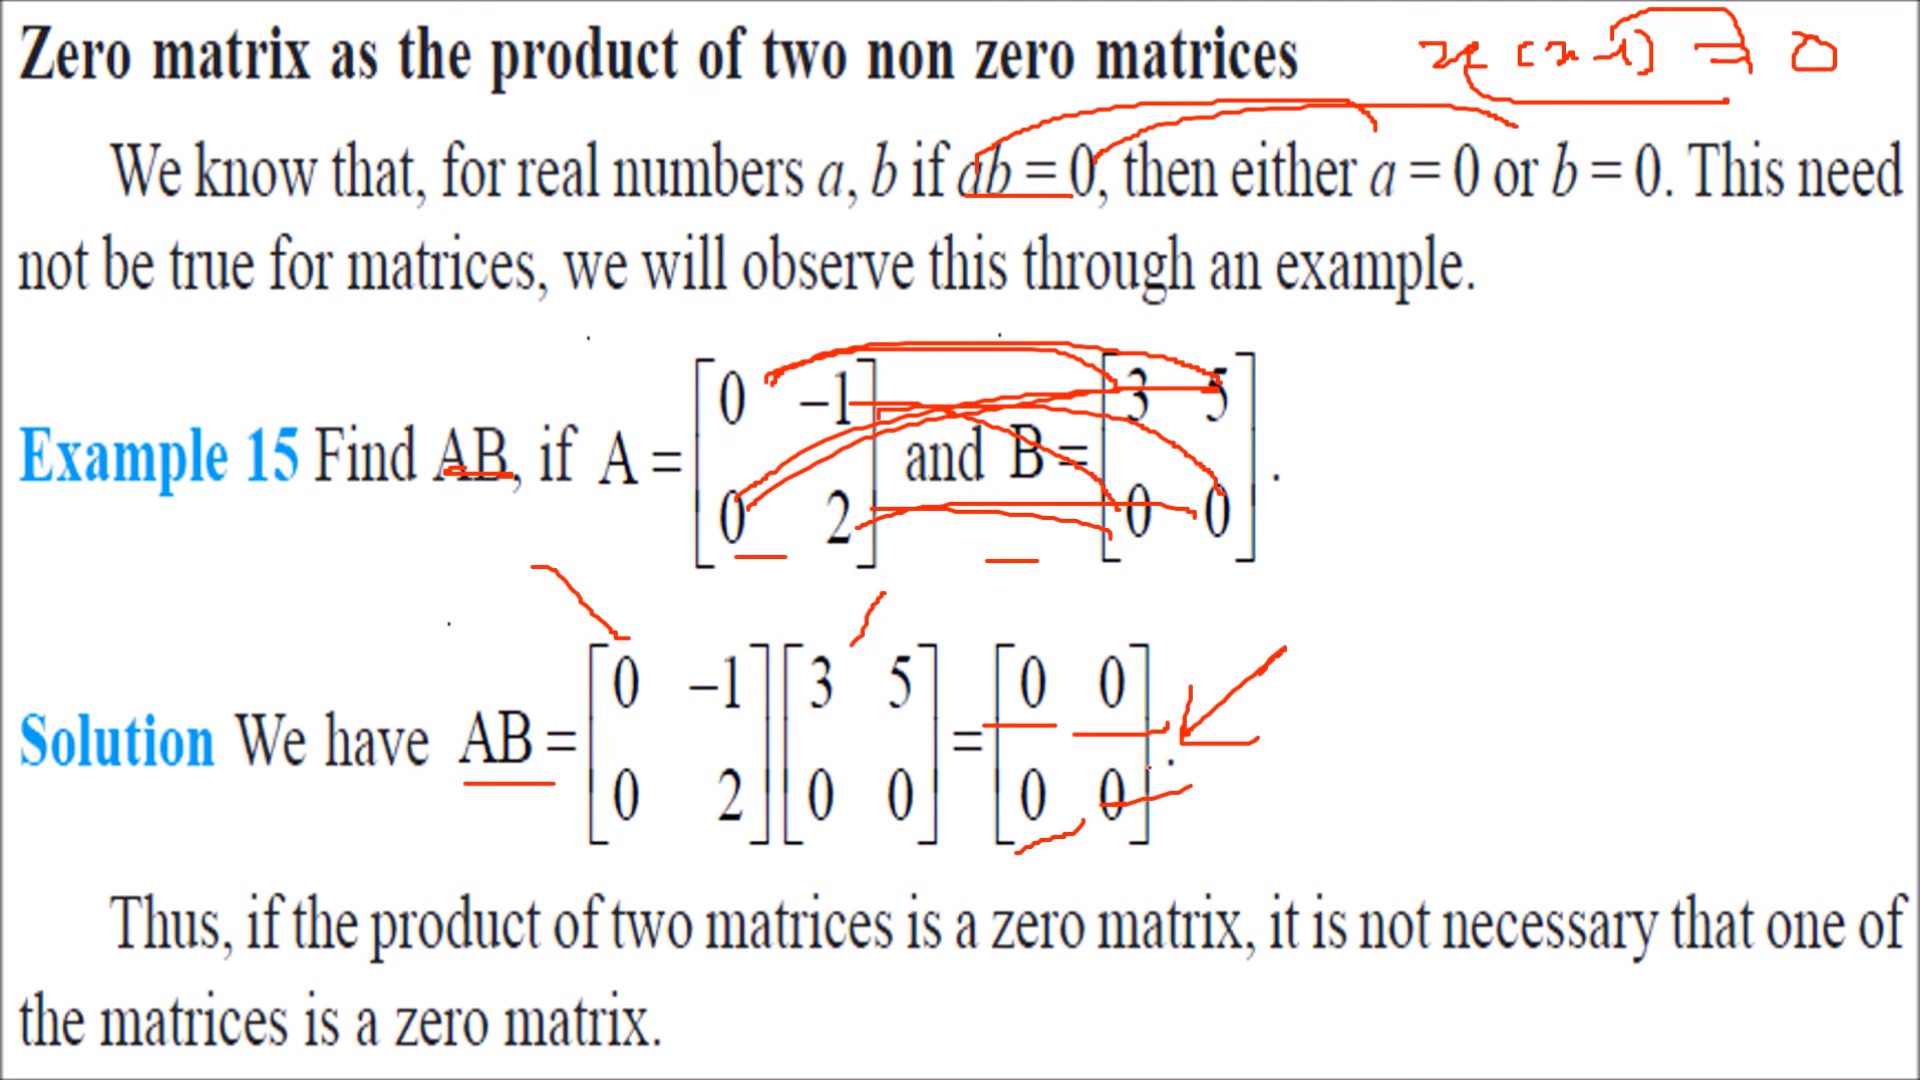 Zero matrix as the product of two non zero matrices
x (x-1) = 0
We know that, for real numbers a, b if ab = 0, then either a = 0 or b = 0. This need
not be true for matrices, we will observe this through an example.
Example 15 Find AB, if A = [0 –1; 0 2] and B = [3 5; 0 0].
Solution We have AB = [0 –1; 0 2] [3 5; 0 0] = [0 0; 0 0].
Thus, if the product of two matrices is a zero matrix, it is not necessary that one of
the matrices is a zero matrix.